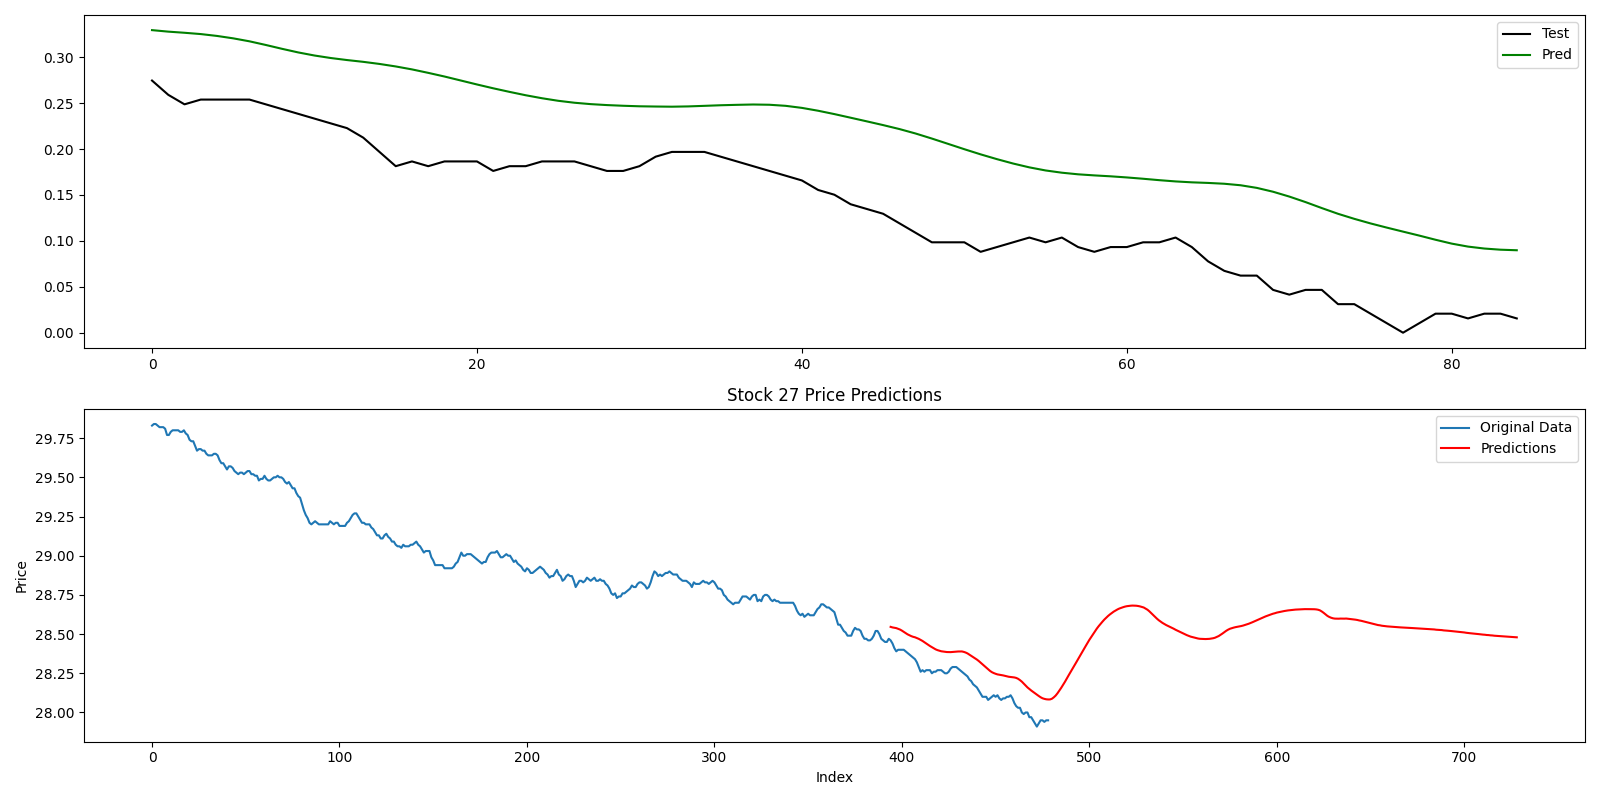 0.30
0.25
0.20
0.15
0.10
0.05
0.00
0 20 40 60 80
Test
Pred
Stock 27 Price Predictions
Price
29.75
29.50
29.25
29.00
28.75
28.50
28.25
28.00
0 100 200 300 400 500 600 700
Index
Original Data
Predictions